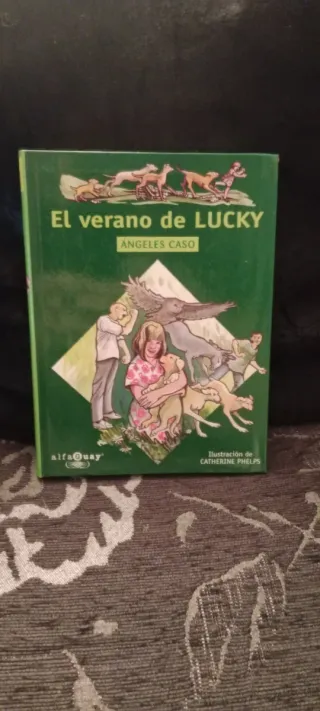 El verano de LUCKY
ÁNGELES CASO
alfaguay
Ilustración de
CATHERINE PHELPS